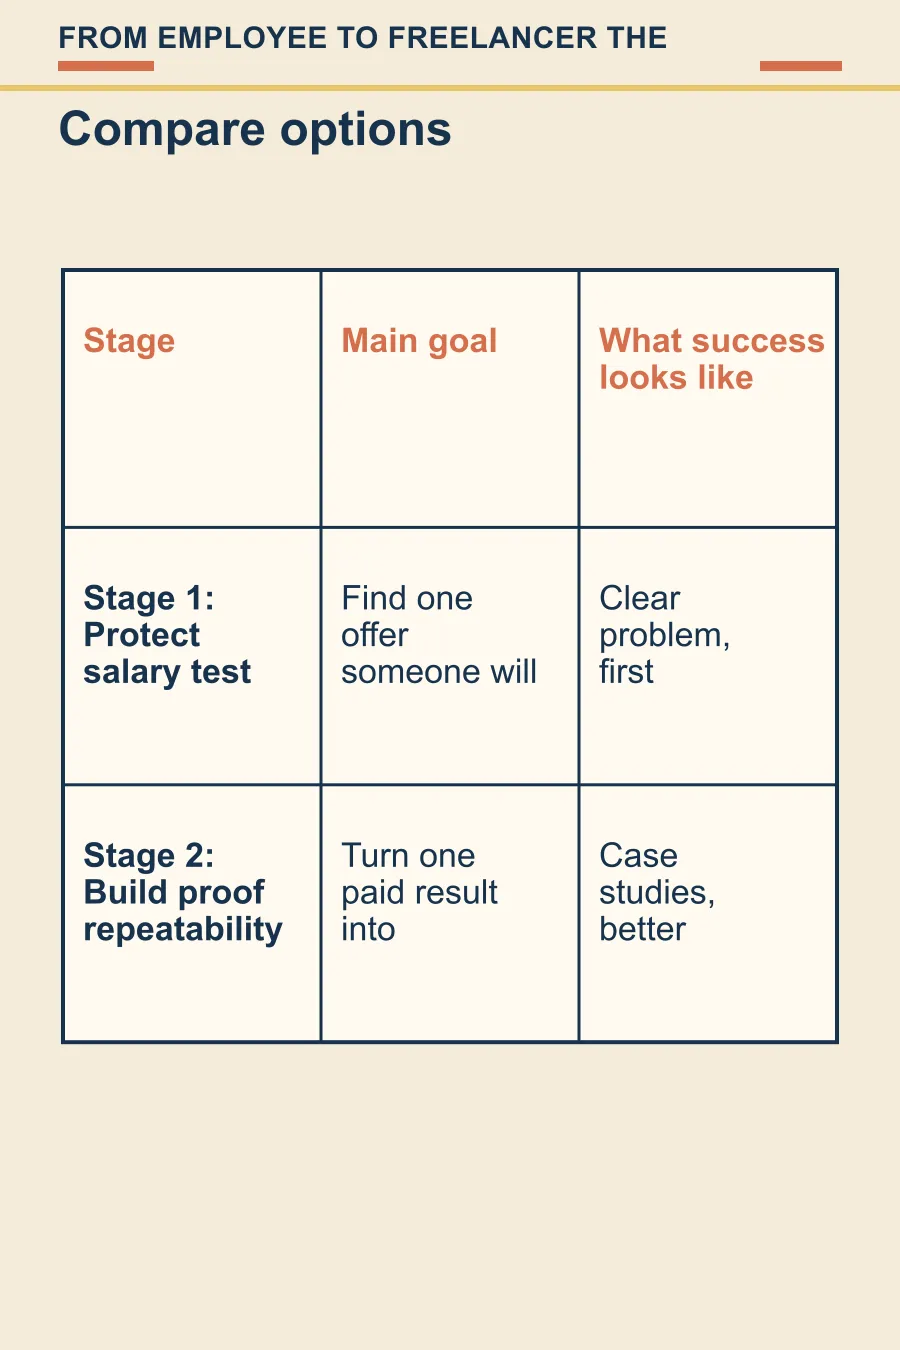 FROM EMPLOYEE TO FREELANCER THE
Compare options
Stage
Main goal
What success
looks like
Stage 1:
Protect
salary test
Find one
offer
someone will
Clear
problem,
first
Stage 2:
Build proof
repeatability
Turn one
paid result
into
Case
studies,
better